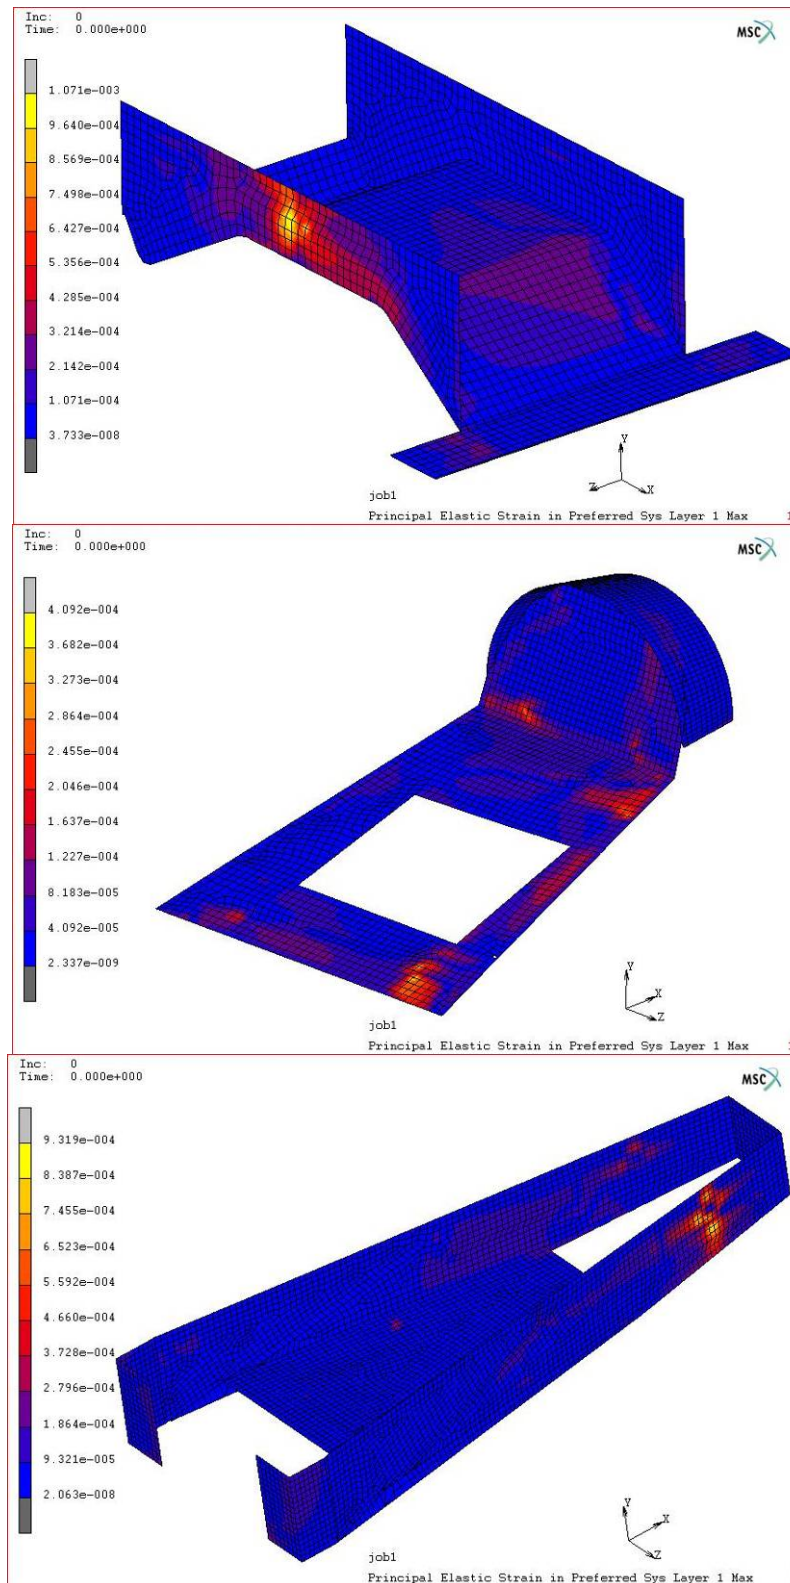 Inc: 0
Time: 0.000e+000
MSC
1.071e-003
9.640e-004
8.569e-004
7.498e-004
6.427e-004
5.356e-004
4.285e-004
3.214e-004
2.142e-004
1.071e-004
3.733e-008
Y
Z X
job1
Principal Elastic Strain in Preferred Sys Layer 1 Max 1
Inc: 0
Time: 0.000e+000
MSC
4.092e-004
3.682e-004
3.273e-004
2.864e-004
2.455e-004
2.046e-004
1.637e-004
1.227e-004
8.183e-005
4.092e-005
2.337e-009
Y
X
Z
job1
Principal Elastic Strain in Preferred Sys Layer 1 Max 1
Inc: 0
Time: 0.000e+000
MSC
9.319e-004
8.387e-004
7.455e-004
6.523e-004
5.592e-004
4.660e-004
3.728e-004
2.796e-004
1.864e-004
9.321e-005
2.063e-008
Y
X
Z
job1
Principal Elastic Strain in Preferred Sys Layer 1 Max